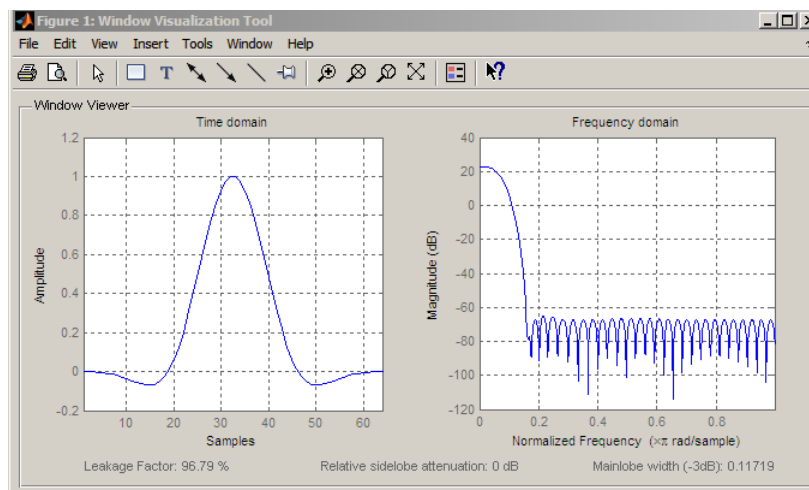 Figure 1: Window Visualization Tool
File Edit View Insert Tools Window Help
T
Window Viewer
Time domain
1.2
1
0.8
0.6
0.4
0.2
0
-0.2
Amplitude
10 20 30 40 50 60
Samples
Frequency domain
40
20
0
-20
-40
-60
-80
-100
-120
Magnitude (dB)
0 0.2 0.4 0.6 0.8
Normalized Frequency (×π rad/sample)
Leakage Factor: 96.79 % Relative sidelobe attenuation: 0 dB Mainlobe width (-3dB): 0.11719